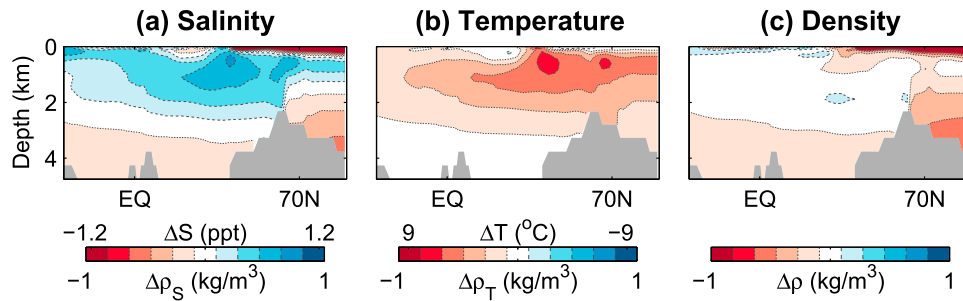 (a) Salinity (b) Temperature (c) Density
0
2
4
Depth (km)
EQ 70N EQ 70N EQ 70N
−1.2 ΔS (ppt) 1.2 9 ΔT (°C) −9
−1 Δρ_S (kg/m³) 1 −1 Δρ_T (kg/m³) 1 −1 Δρ (kg/m³) 1